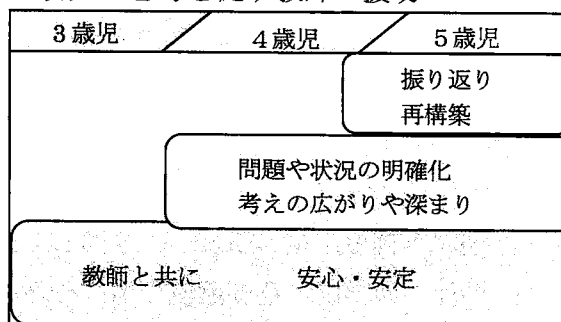 3歳児 4歳児 5歳児
振り返り
再構築
問題や状況の明確化
考えの広がりや深まり
教師と共に 安心・安定